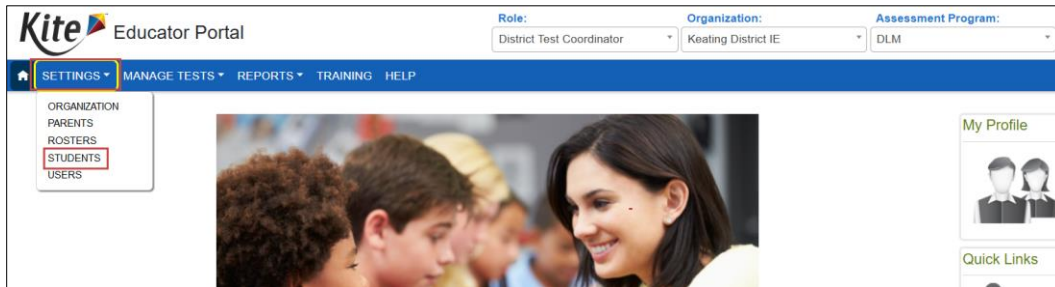 Kite Educator Portal
Role:
District Test Coordinator
Organization:
Keating District IE
Assessment Program:
DLM
SETTINGS MANAGE TESTS REPORTS TRAINING HELP
ORGANIZATION
PARENTS
ROSTERS
STUDENTS
USERS
My Profile
Quick Links